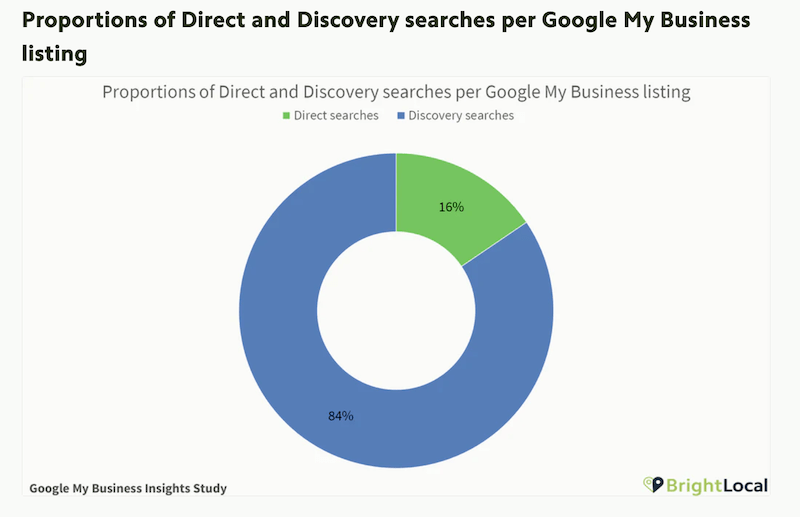 Proportions of Direct and Discovery searches per Google My Business
listing
Proportions of Direct and Discovery searches per Google My Business listing
Direct searches Discovery searches
16%
84%
Google My Business Insights Study
BrightLocal